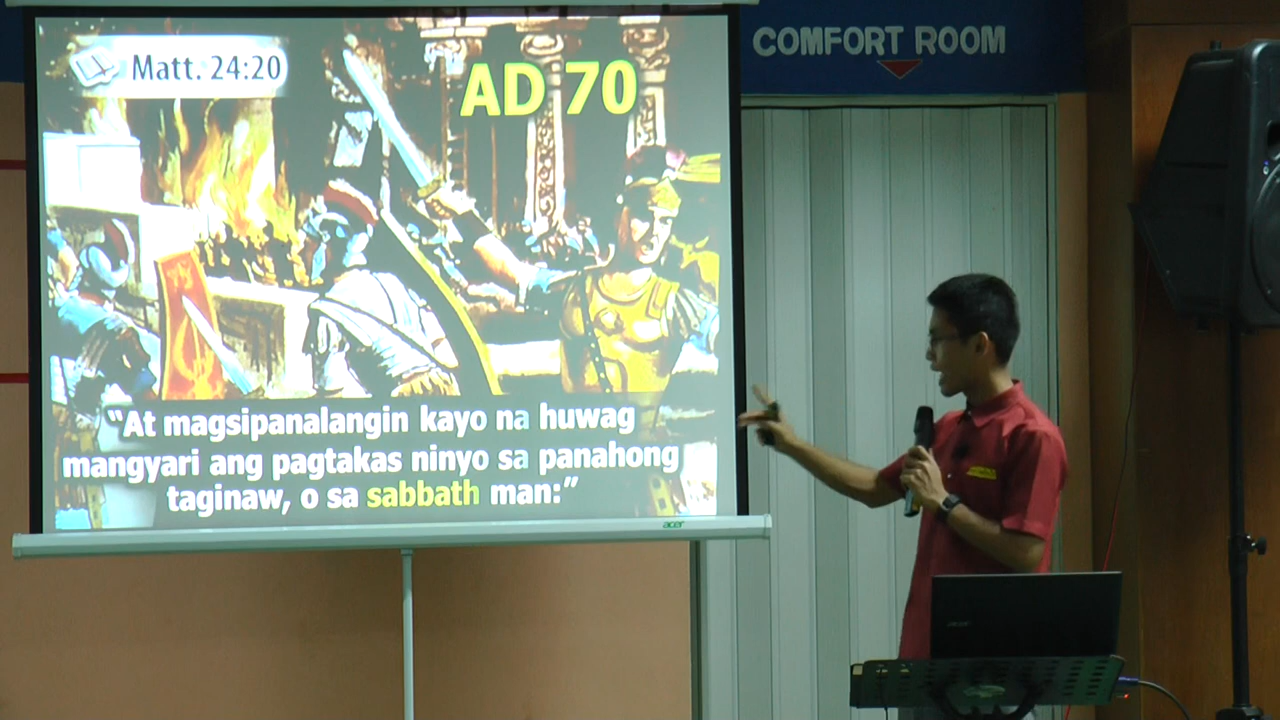 Matt. 24:20
AD 70
COMFORT ROOM
“At magsipanalangin kayo na huwag
mangyari ang pagtakas ninyo sa panahong
taginaw, o sa sabbath man:”
acer